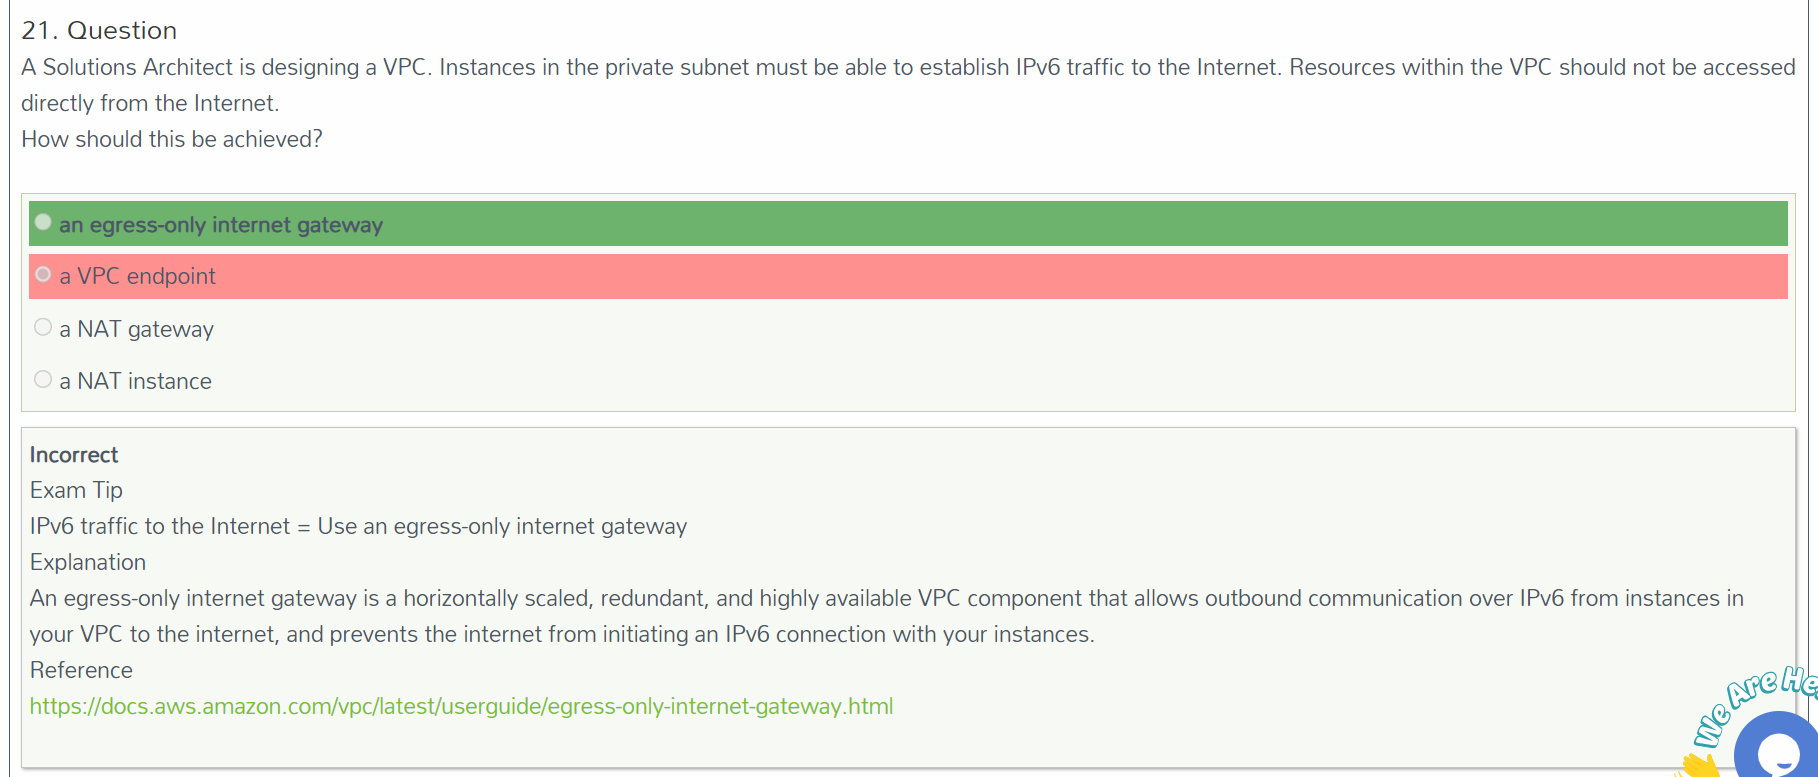 21. Question
A Solutions Architect is designing a VPC. Instances in the private subnet must be able to establish IPv6 traffic to the Internet. Resources within the VPC should not be accessed
directly from the Internet.
How should this be achieved?
an egress-only internet gateway
a VPC endpoint
a NAT gateway
a NAT instance
Incorrect
Exam Tip
IPv6 traffic to the Internet = Use an egress-only internet gateway
Explanation
An egress-only internet gateway is a horizontally scaled, redundant, and highly available VPC component that allows outbound communication over IPv6 from instances in
your VPC to the internet, and prevents the internet from initiating an IPv6 connection with your instances.
Reference
https://docs.aws.amazon.com/vpc/latest/userguide/egress-only-internet-gateway.html
We Are He